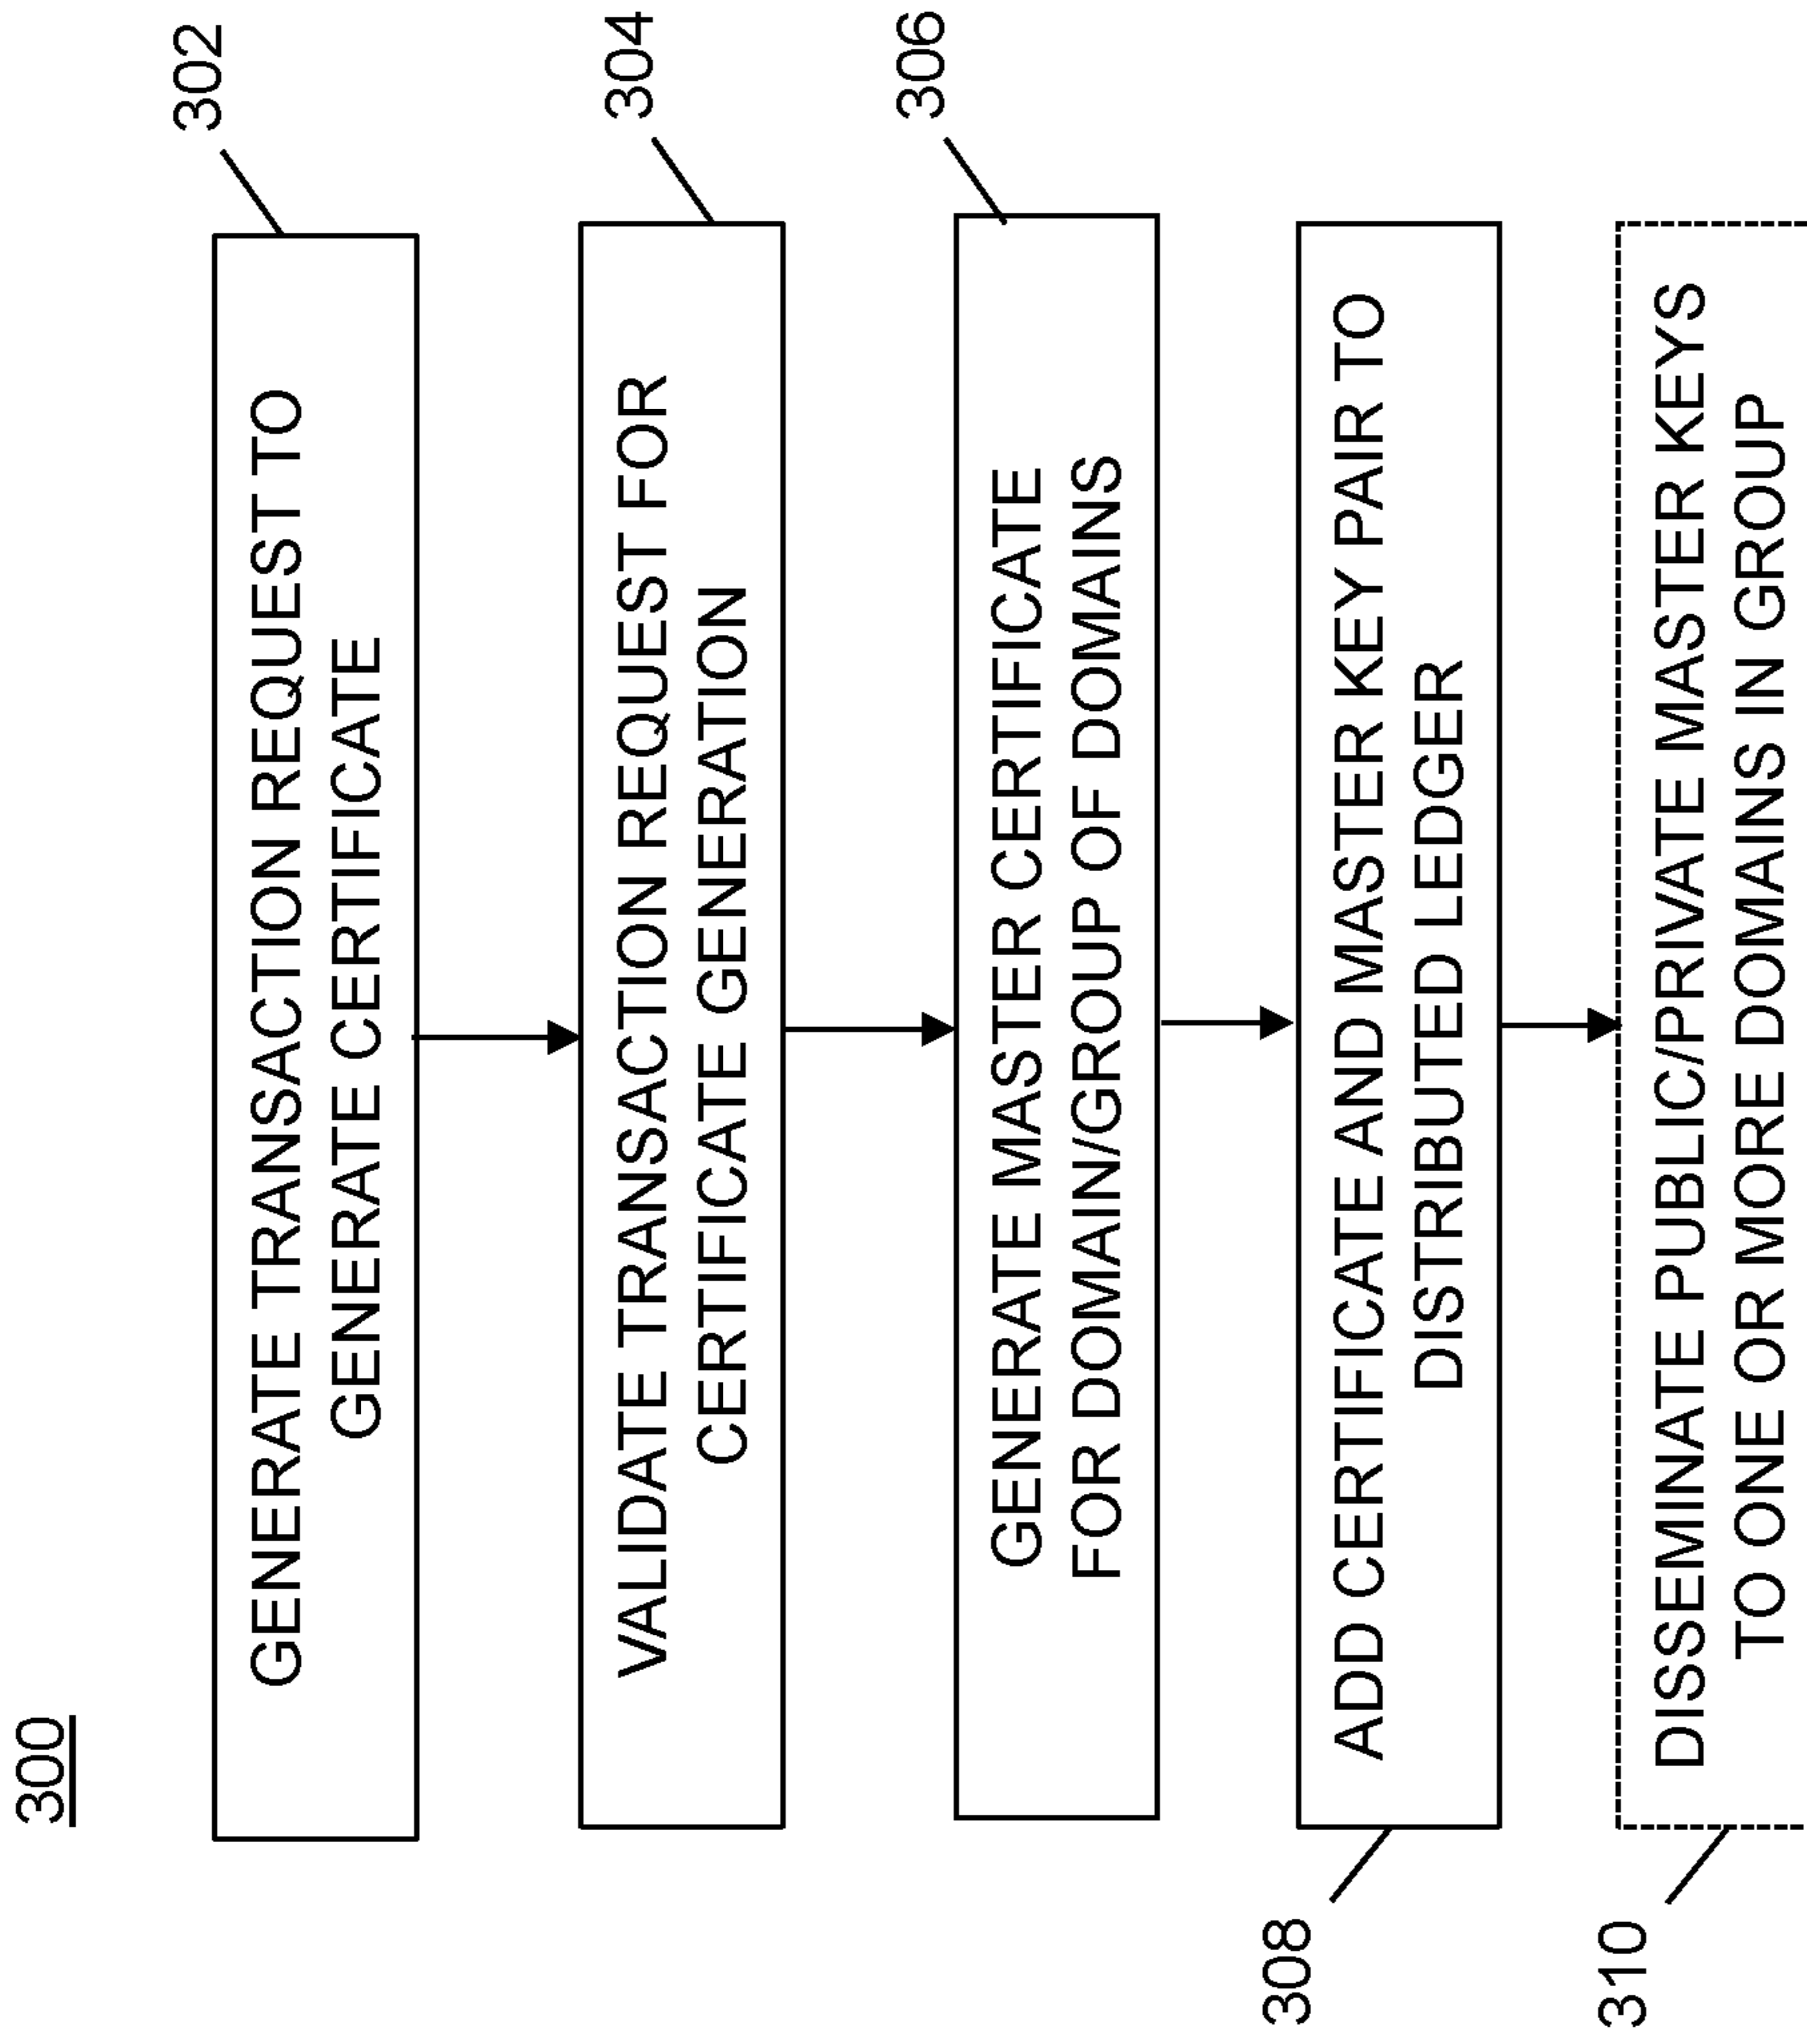 300
302
GENERATE TRANSACTION REQUEST TO
GENERATE CERTIFICATE
304
VALIDATE TRANSACTION REQUEST FOR
CERTIFICATE GENERATION
306
GENERATE MASTER CERTIFICATE
FOR DOMAIN/GROUP OF DOMAINS
308
ADD CERTIFICATE AND MASTER KEY PAIR TO
DISTRIBUTED LEDGER
310
DISSEMINATE PUBLIC/PRIVATE MASTER KEYS
TO ONE OR MORE DOMAINS IN GROUP